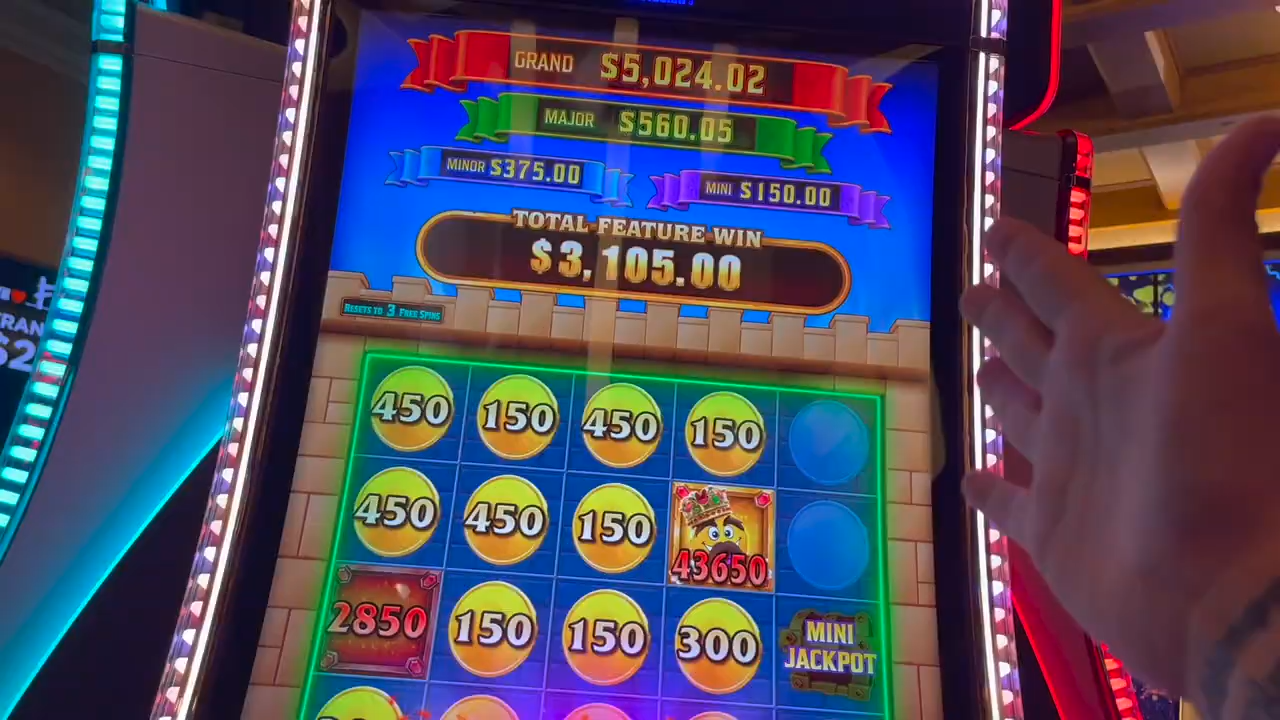 GRAND $5,024.02
MAJOR $560.05
MINOR $375.00
MINI $150.00
TOTAL FEATURE WIN
$3,105.00
RESETS TO 3 FREE SPINS
450 150 450 150
450 450 150 43650
2850 150 150 300 MINI JACKPOT